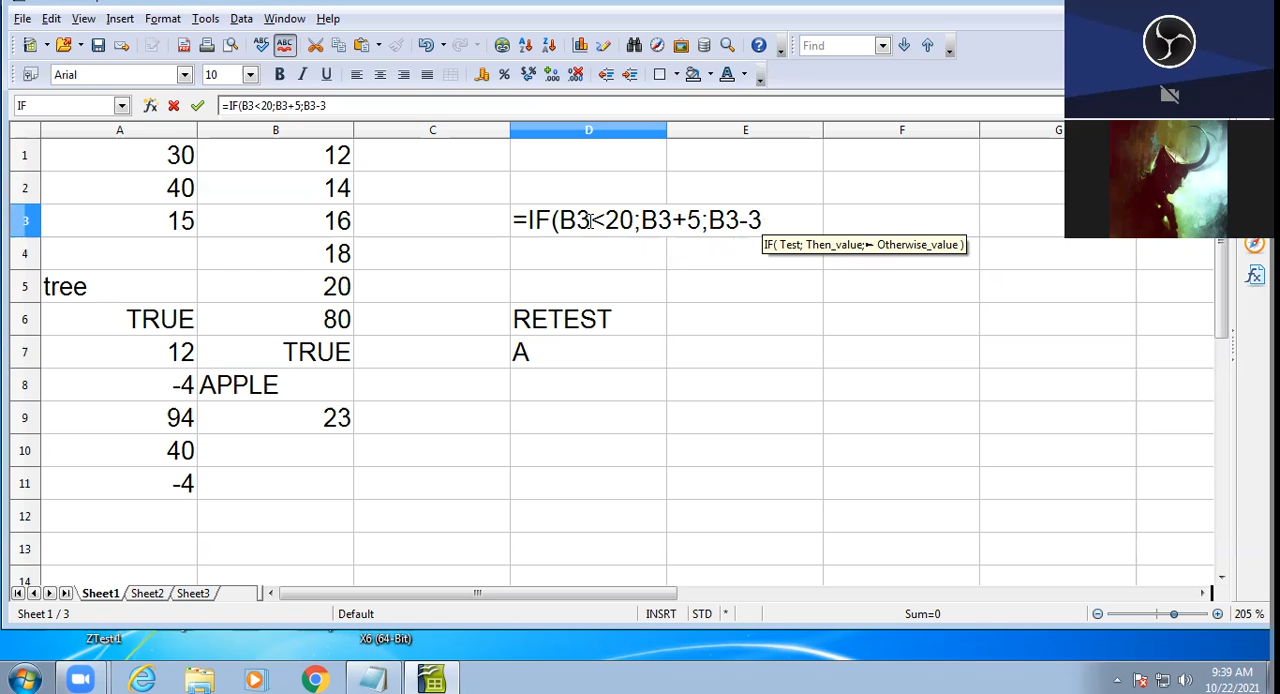 File Edit View Insert Format Tools Data Window Help
Find
Arial 10
IF =IF(B3<20;B3+5;B3-3
A B C D E F G
1 30 12
2 40 14
3 15 16 =IF(B3<20;B3+5;B3-3
IF( Test; Then_value; Otherwise_value )
4 18
5 tree 20
6 TRUE 80 RETEST
7 12 TRUE A
8 -4 APPLE
9 94 23
10 40
11 -4
12
13
14
Sheet1 Sheet2 Sheet3
Sheet 1 / 3 Default INSRT STD * Sum=0 205 %
ZTest-1 X6 (64-Bit)
9:39 AM
10/22/2021